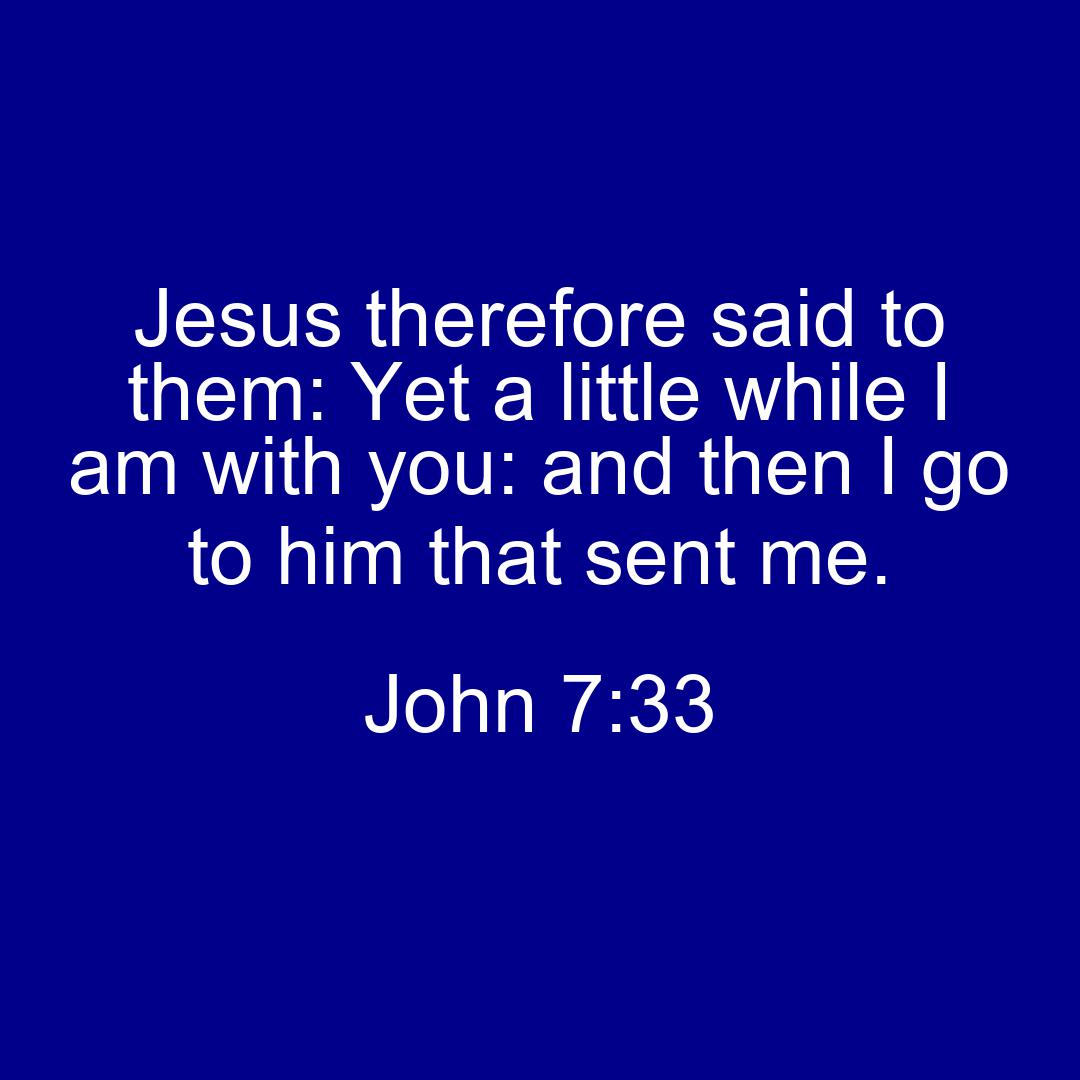 Jesus therefore said to
them: Yet a little while I
am with you: and then I go
to him that sent me.
John 7:33